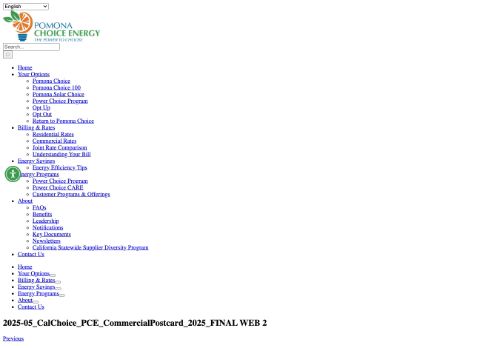 English
POMONA
CHOICE ENERGY
THE POWER TO CHOOSE
Search...
Home
Your Options
Pomona Choice
Pomona Choice 100
Pomona Solar Choice
Power Choice Program
Opt Up
Opt Out
Return to Pomona Choice
Billing & Rates
Residential Rates
Commercial Rates
Joint Rate Comparison
Understanding Your Bill
Energy Savings
Energy Efficiency Tips
Energy Programs
Power Choice Program
Power Choice CARE
Customer Programs & Offerings
About
FAQs
Benefits
Leadership
Notifications
Key Documents
Newsletters
California Statewide Supplier Diversity Program
Contact Us
Home
Your Options
Billing & Rates
Energy Savings
Energy Programs
About
Contact Us
2025-05_CalChoice_PCE_CommercialPostcard_2025_FINAL WEB 2
Previous